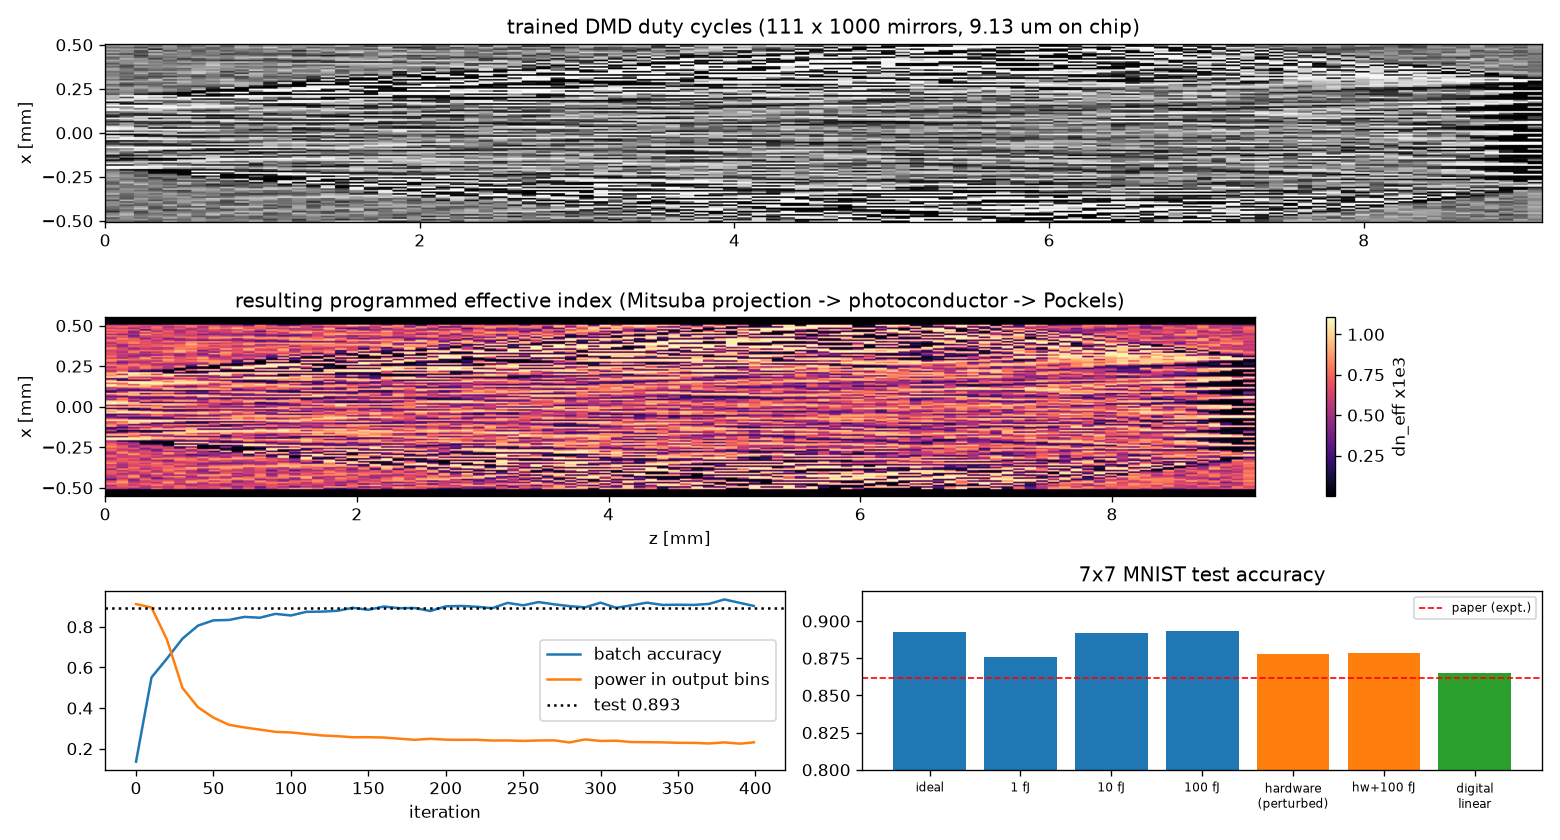 trained DMD duty cycles (111 x 1000 mirrors, 9.13 um on chip)
x [mm]
0.50
0.25
0.00
−0.25
−0.50
0 2 4 6 8
resulting programmed effective index (Mitsuba projection -> photoconductor -> Pockels)
x [mm]
0.50
0.25
0.00
−0.25
−0.50
0 2 4 6 8
z [mm]
1.00
0.75
0.50
0.25
dn_eff x1e3
0.8
0.6
0.4
0.2
batch accuracy
power in output bins
test 0.893
0 50 100 150 200 250 300 350 400
iteration
7x7 MNIST test accuracy
paper (expt.)
0.900
0.875
0.850
0.825
0.800
ideal 1 fJ 10 fJ 100 fJ hardware hw+100 fJ digital
(perturbed) linear